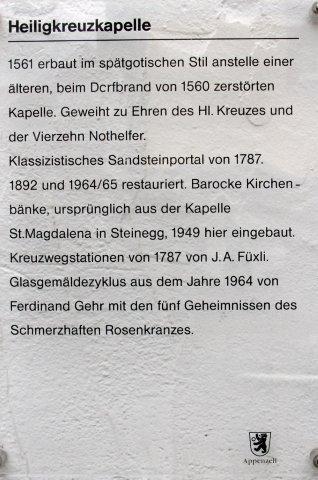 Heiligkreuzkapelle
1561 erbaut im spätgotischen Stil anstelle einer
älteren, beim Dcrfbrand von 1560 zerstörten
Kapelle. Geweiht zu Ehren des Hl. Kreuzes und
der Vierzehn Nothelfer.
Klassizistisches Sandsteinportal von 1787.
1892 und 1964/65 restauriert. Barocke Kirchen-
bänke, ursprünglich aus der Kapelle
St.Magdalena in Steinegg, 1949 hier eingebaut.
Kreuzwegstationen von 1787 von J.A. Füxli.
Glasgemäldezyklus aus dem Jahre 1964 von
Ferdinand Gehr mit den fünf Geheimnissen des
Schmerzhaften Rosenkranzes.
Appenzell